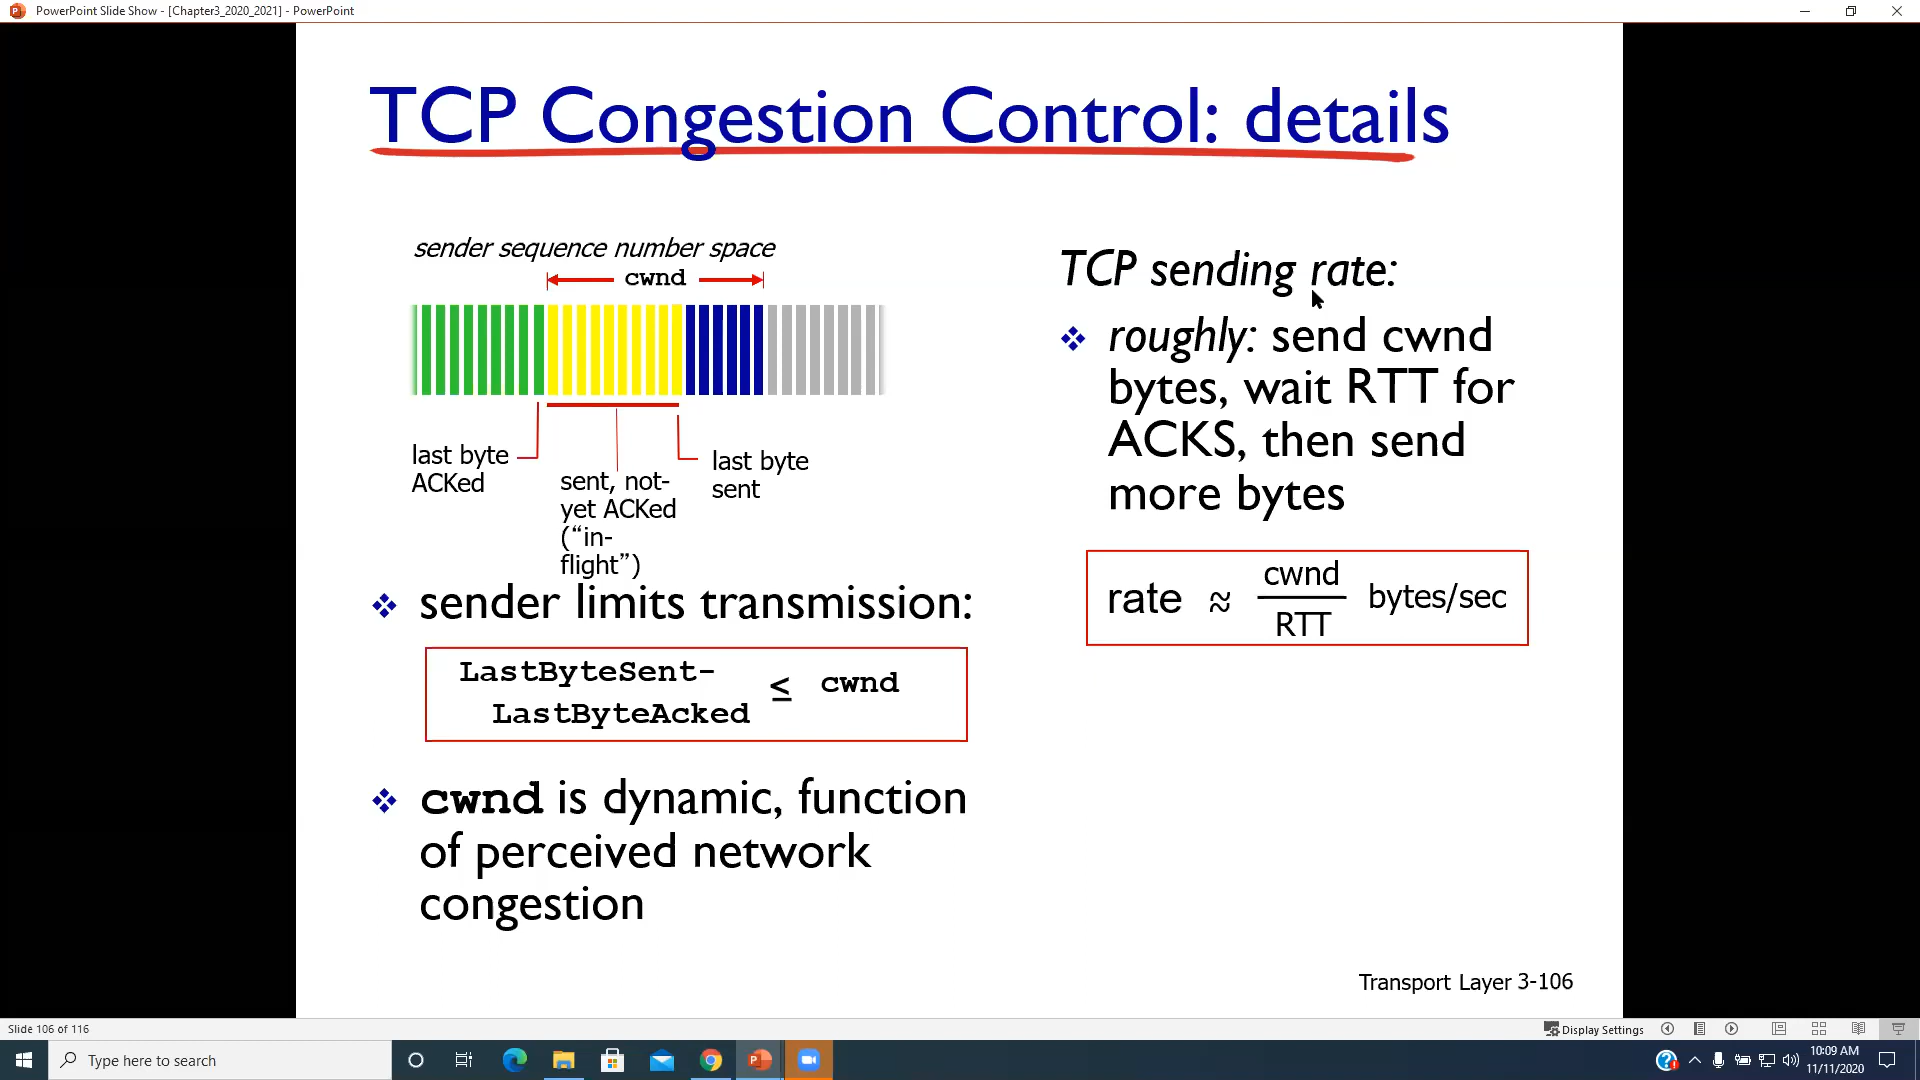 PowerPoint Slide Show - [Chapter3_2020_2021] - PowerPoint
TCP Congestion Control: details
sender sequence number space
cwnd
last byte
ACKed
sent, not-
yet ACKed
(“in-
flight”)
last byte
sent
sender limits transmission:
LastByteSent-
LastByteAcked
≤ cwnd
cwnd is dynamic, function
of perceived network
congestion
TCP sending rate:
roughly: send cwnd
bytes, wait RTT for
ACKS, then send
more bytes
rate ≈
cwnd
RTT
bytes/sec
Transport Layer 3-106
Slide 106 of 116
Display Settings
Type here to search
10:09 AM
11/11/2020